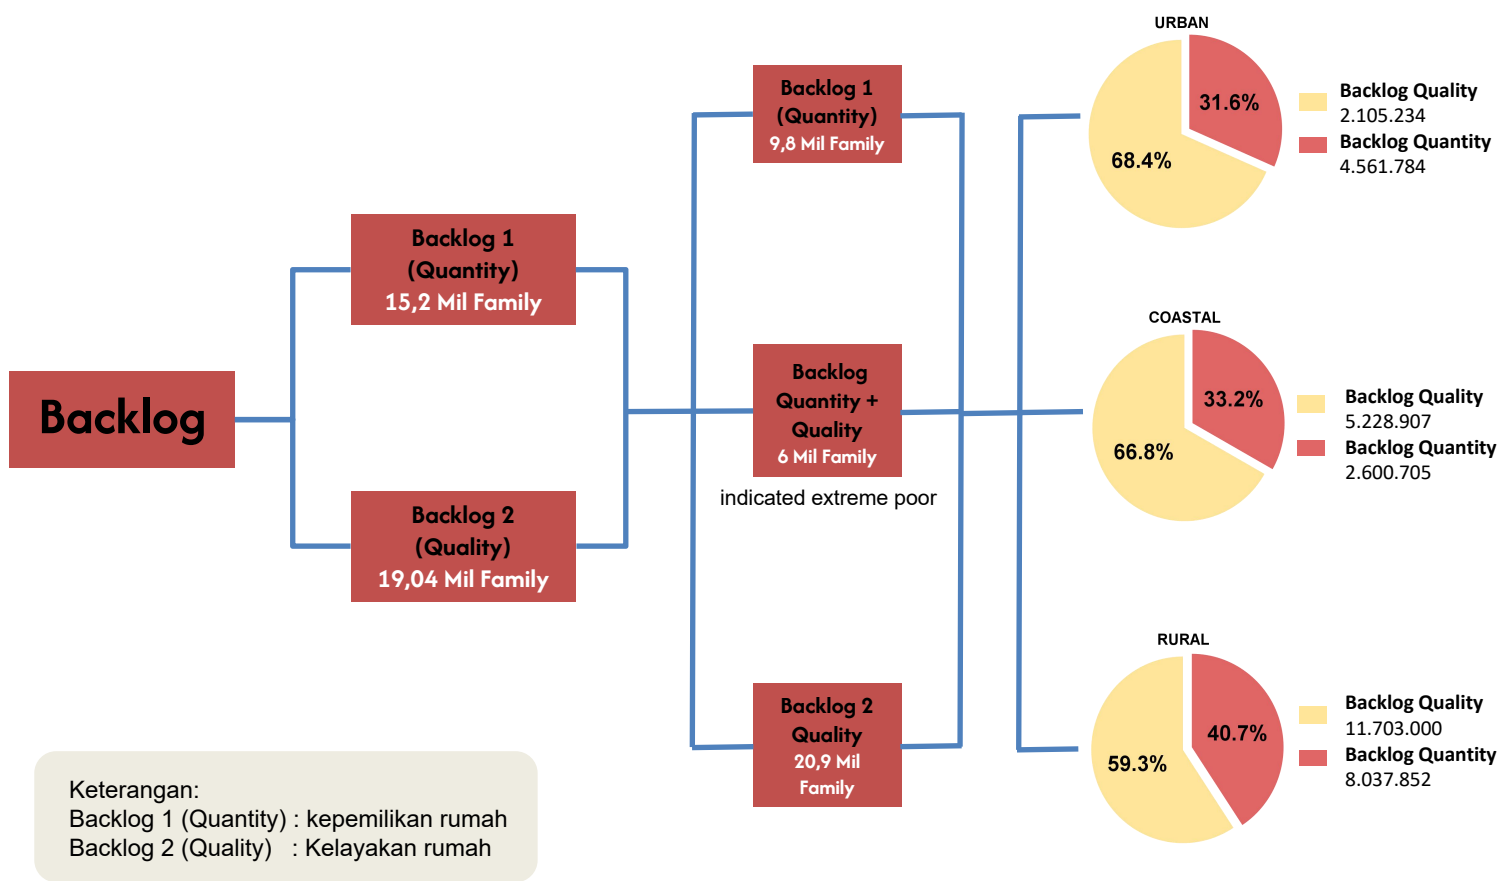 Backlog
Backlog 1
(Quantity)
15,2 Mil Family
Backlog 2
(Quality)
19,04 Mil Family
Backlog 1
(Quantity)
9,8 Mil Family
Backlog
Quantity +
Quality
6 Mil Family
indicated extreme poor
Backlog 2
Quality
20,9 Mil
Family
URBAN
31.6%
68.4%
Backlog Quality
2.105.234
Backlog Quantity
4.561.784
COASTAL
33.2%
66.8%
Backlog Quality
5.228.907
Backlog Quantity
2.600.705
RURAL
40.7%
59.3%
Backlog Quality
11.703.000
Backlog Quantity
8.037.852
Keterangan:
Backlog 1 (Quantity) : kepemilikan rumah
Backlog 2 (Quality) : Kelayakan rumah